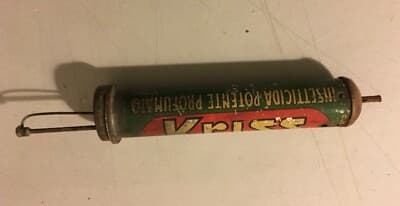 INSETTICIDA POTENTE PROFUMATO
Kriss